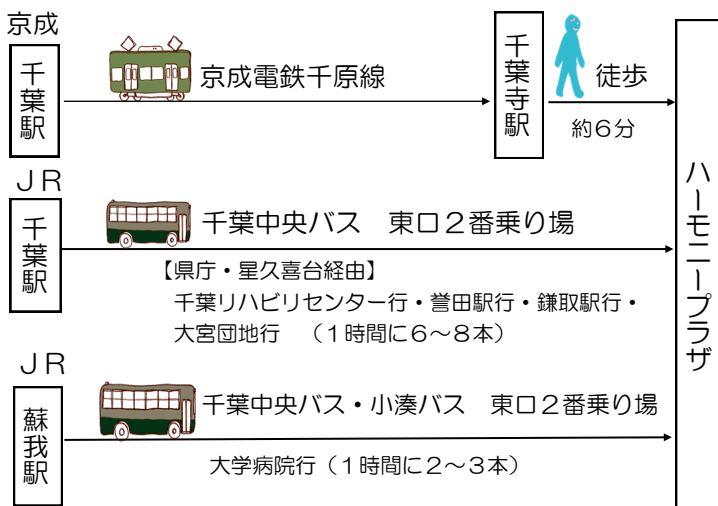 京成
千葉駅
京成電鉄千原線
千葉寺駅
徒歩
約６分
ＪＲ
千葉駅
千葉中央バス　東口２番乗り場
【県庁・星久喜台経由】
千葉リハビリセンター行・誉田駅行・鎌取駅行・
大宮団地行　（１時間に６～８本）
ＪＲ
蘇我駅
千葉中央バス・小湊バス　東口２番乗り場
大学病院行（１時間に２～３本）
ハーモニープラザ